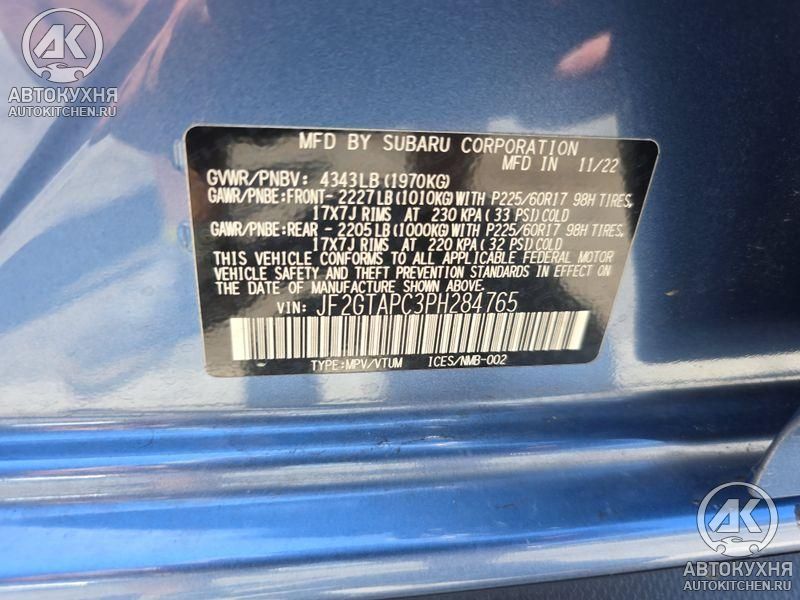 AK
АВТОКУХНЯ
AUTOKITCHEN.RU
MFD BY SUBARU CORPORATION
MFD IN 11/22
GVWR/PNBV: 4343LB(1970KG)
GAWR/PNBE:FRONT- 2227LB(1010KG)WITH P225/60R17 98H TIRES,
17X7J RIMS AT 230 KPA(33 PSI)COLD
GAWR/PNBE:REAR - 2205LB(1000KG)WITH P225/60R17 98H TIRES,
17X7J RIMS AT 220 KPA(32 PSI)COLD
THIS VEHICLE CONFORMS TO ALL APPLICABLE FEDERAL MOTOR
VEHICLE SAFETY AND THEFT PREVENTION STANDARDS IN EFFECT
ON THE DATE OF MANUFACTURE SHOWN ABOVE.
VIN: JF2GTAPC3PH284765
TYPE:MPV/VTUM ICES/NMB-002
AK
АВТОКУХНЯ
AUTOKITCHEN.RU